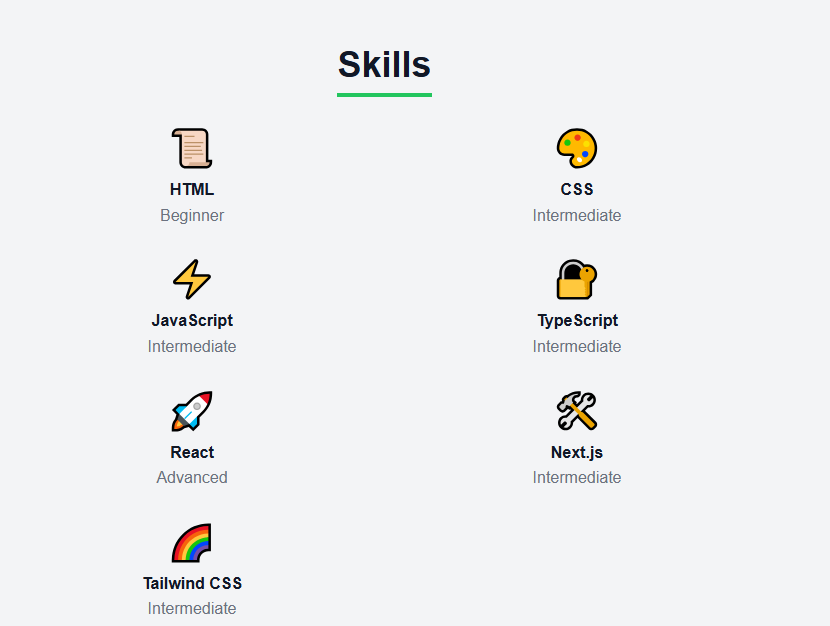 Skills
HTML
Beginner
CSS
Intermediate
JavaScript
Intermediate
TypeScript
Intermediate
React
Advanced
Next.js
Intermediate
Tailwind CSS
Intermediate